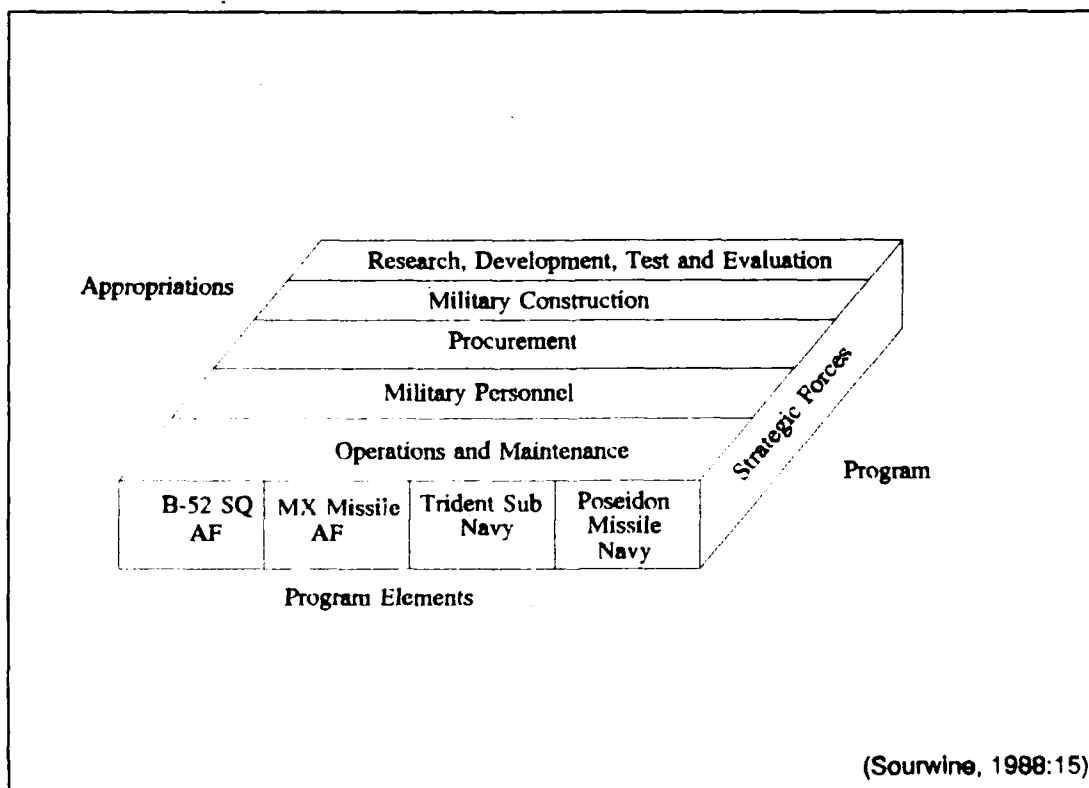 Research, Development, Test and Evaluation
Appropriations
Military Construction
Procurement
Military Personnel
Strategic Forces
Operations and Maintenance
Program
B-52 SQ
AF
MX Missile
AF
Trident Sub
Navy
Poseidon
Missile
Navy
Program Elements
(Sourwine, 1988:15)